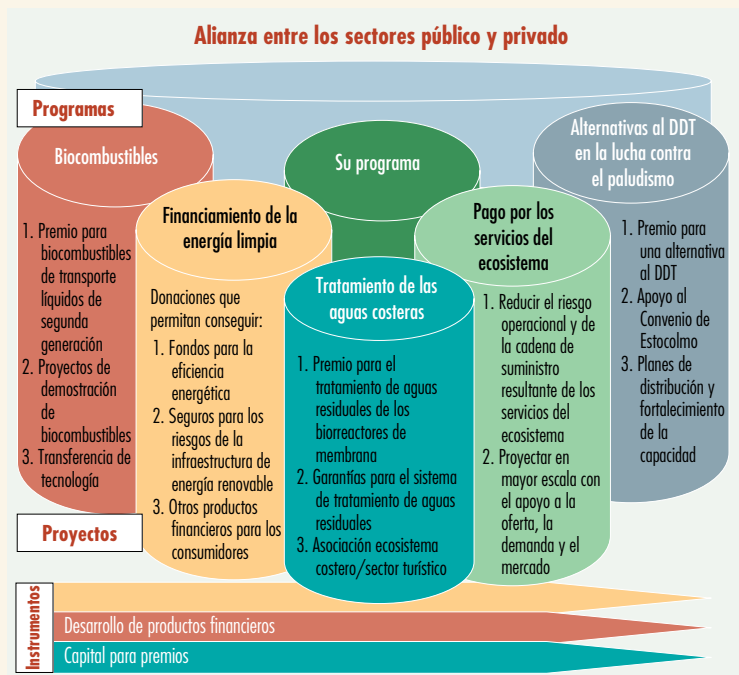 Alianza entre los sectores público y privado
Programas
Biocombustibles
1. Premio para
biocombustibles
de transporte
líquidos de
segunda
generación
2. Proyectos de
demostración
de
biocombustibles
3. Transferencia de
tecnología
Financiamiento de la
energía limpia
Donaciones que
permitan conseguir:
1. Fondos para la
eficiencia
energética
2. Seguros para los
riesgos de la
infraestructura de
energía renovable
3. Otros productos
financieros para los
consumidores
Su programa
Tratamiento de las
aguas costeras
1. Premio para el
tratamiento de aguas
residuales de los
biorreactores de
membrana
2. Garantías para el sistema
de tratamiento de aguas
residuales
3. Asociación ecosistema
costero/sector turístico
Pago por los
servicios del
ecosistema
1. Reducir el riesgo
operacional y de
la cadena de
suministro
resultante de los
servicios del
ecosistema
2. Proyectar en
mayor escala con
el apoyo a la
oferta, la
demanda y el
mercado
Alternativas al DDT
en la lucha contra
el paludismo
1. Premio para
una alternativa
al DDT
2. Apoyo al
Convenio de
Estocolmo
3. Planes de
distribución y
fortalecimiento
de la
capacidad
Proyectos
Instrumentos
Desarrollo de productos financieros
Capital para premios